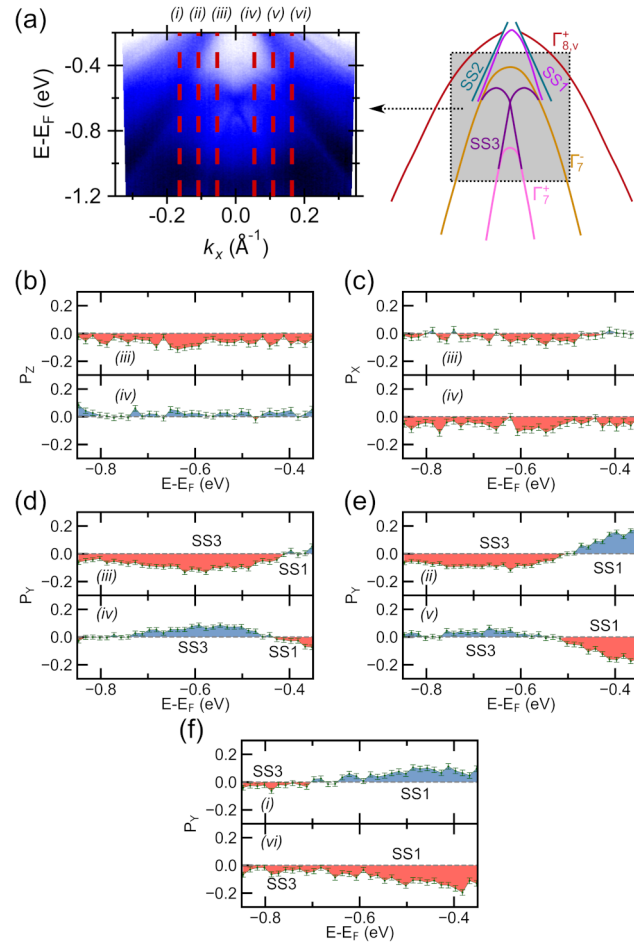 (a)
(i) (ii) (iii) (iv) (v) (vi)
E-E_F (eV)
−0.4
−0.8
−1.2
-0.2 0.0 0.2
k_x (Å⁻¹)
Γ⁺₈,ᵥ
SS2
SS1
SS3
Γ⁻₇
Γ⁺₇
(b)
P_Z
0.2
0.0
−0.2
(iii)
0.2
0.0
−0.2
(iv)
−0.8 −0.6 −0.4
E-E_F (eV)
(c)
P_X
0.2
0.0
−0.2
(iii)
0.2
0.0
−0.2
(iv)
−0.8 −0.6 −0.4
E-E_F (eV)
(d)
P_Y
0.2
0.0
−0.2
SS3
SS1
(iii)
0.2
0.0
−0.2
(iv)
SS3
SS1
−0.8 −0.6 −0.4
E-E_F (eV)
(e)
P_Y
0.2
0.0
−0.2
SS3
SS1
(ii)
0.2
0.0
−0.2
(v)
SS3
SS1
−0.8 −0.6 −0.4
E-E_F (eV)
(f)
P_Y
0.2
0.0
−0.2
SS3
(i)
SS1
0.2
0.0
−0.2
(vi)
SS1
SS3
−0.8 −0.6 −0.4
E-E_F (eV)